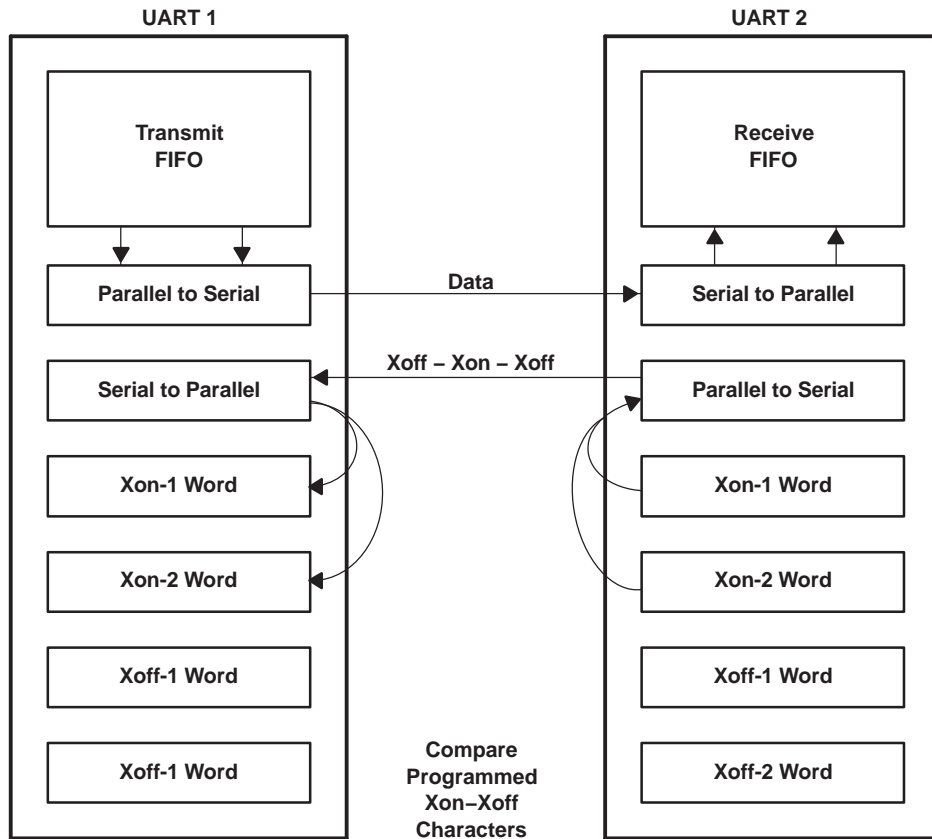 UART 1
UART 2
Transmit
FIFO
Receive
FIFO
Parallel to Serial
Data
Serial to Parallel
Xoff – Xon – Xoff
Serial to Parallel
Parallel to Serial
Xon-1 Word
Xon-1 Word
Xon-2 Word
Xon-2 Word
Xoff-1 Word
Xoff-1 Word
Xoff-1 Word
Xoff-2 Word
Compare
Programmed
Xon–Xoff
Characters